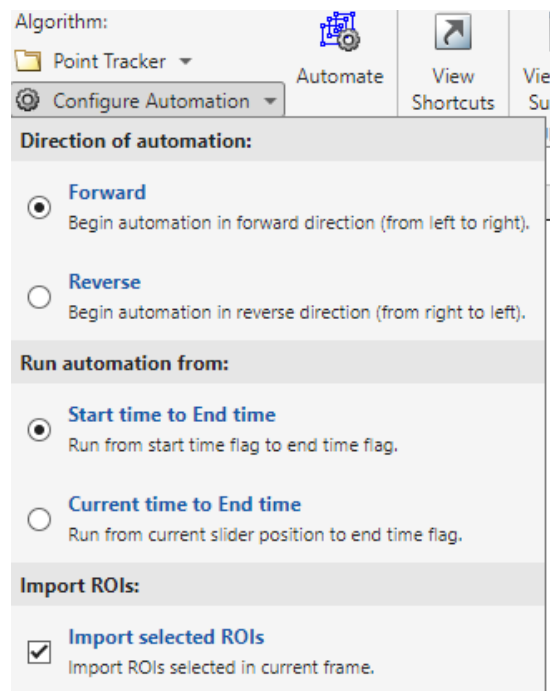 Algorithm:
Point Tracker
Configure Automation
Automate
View
Shortcuts
Direction of automation:
Forward
Begin automation in forward direction (from left to right).
Reverse
Begin automation in reverse direction (from right to left).
Run automation from:
Start time to End time
Run from start time flag to end time flag.
Current time to End time
Run from current slider position to end time flag.
Import ROIs:
Import selected ROIs
Import ROIs selected in current frame.